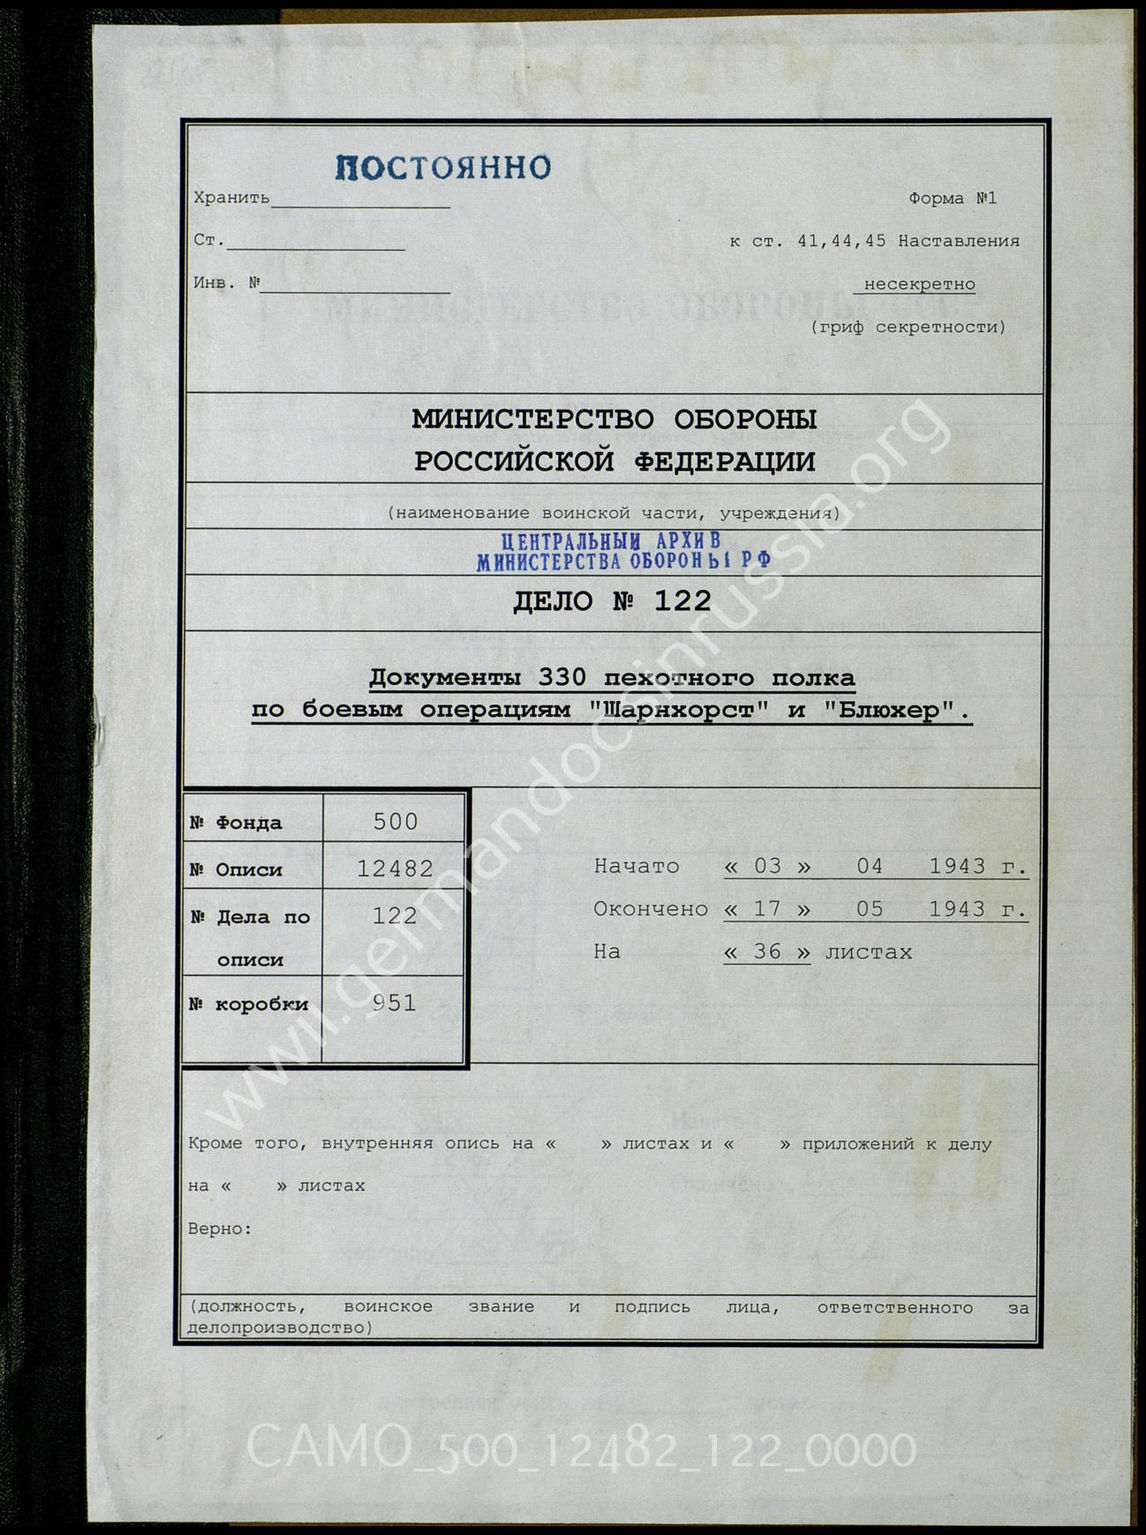 ПОСТОЯННО
Хранить
Форма №1
Ст.
к ст. 41,44,45 Наставления
Инв. №
несекретно
(гриф секретности)
МИНИСТЕРСТВО ОБОРОНЫ
РОССИЙСКОЙ ФЕДЕРАЦИИ
(наименование воинской части, учреждения)
ЦЕНТРАЛЬНЫЙ АРХИВ
МИНИСТЕРСТВА ОБОРОНЫ РФ
ДЕЛО № 122
Документы 330 пехотного полка
по боевым операциям "Шарнхорст" и "Блюхер".
№ Фонда 500
№ Описи 12482
№ Дела по описи 122
№ коробки 951
Начато « 03 » 04 1943 г.
Окончено « 17 » 05 1943 г.
На « 36 » листах
Кроме того, внутренняя опись на « » листах и « » приложений к делу
на « » листах
Верно:
(должность, воинское звание и подпись лица, ответственного за
делопроизводство)
wwii.germandocsinrussia.org
CAMO_500_12482_122_0000